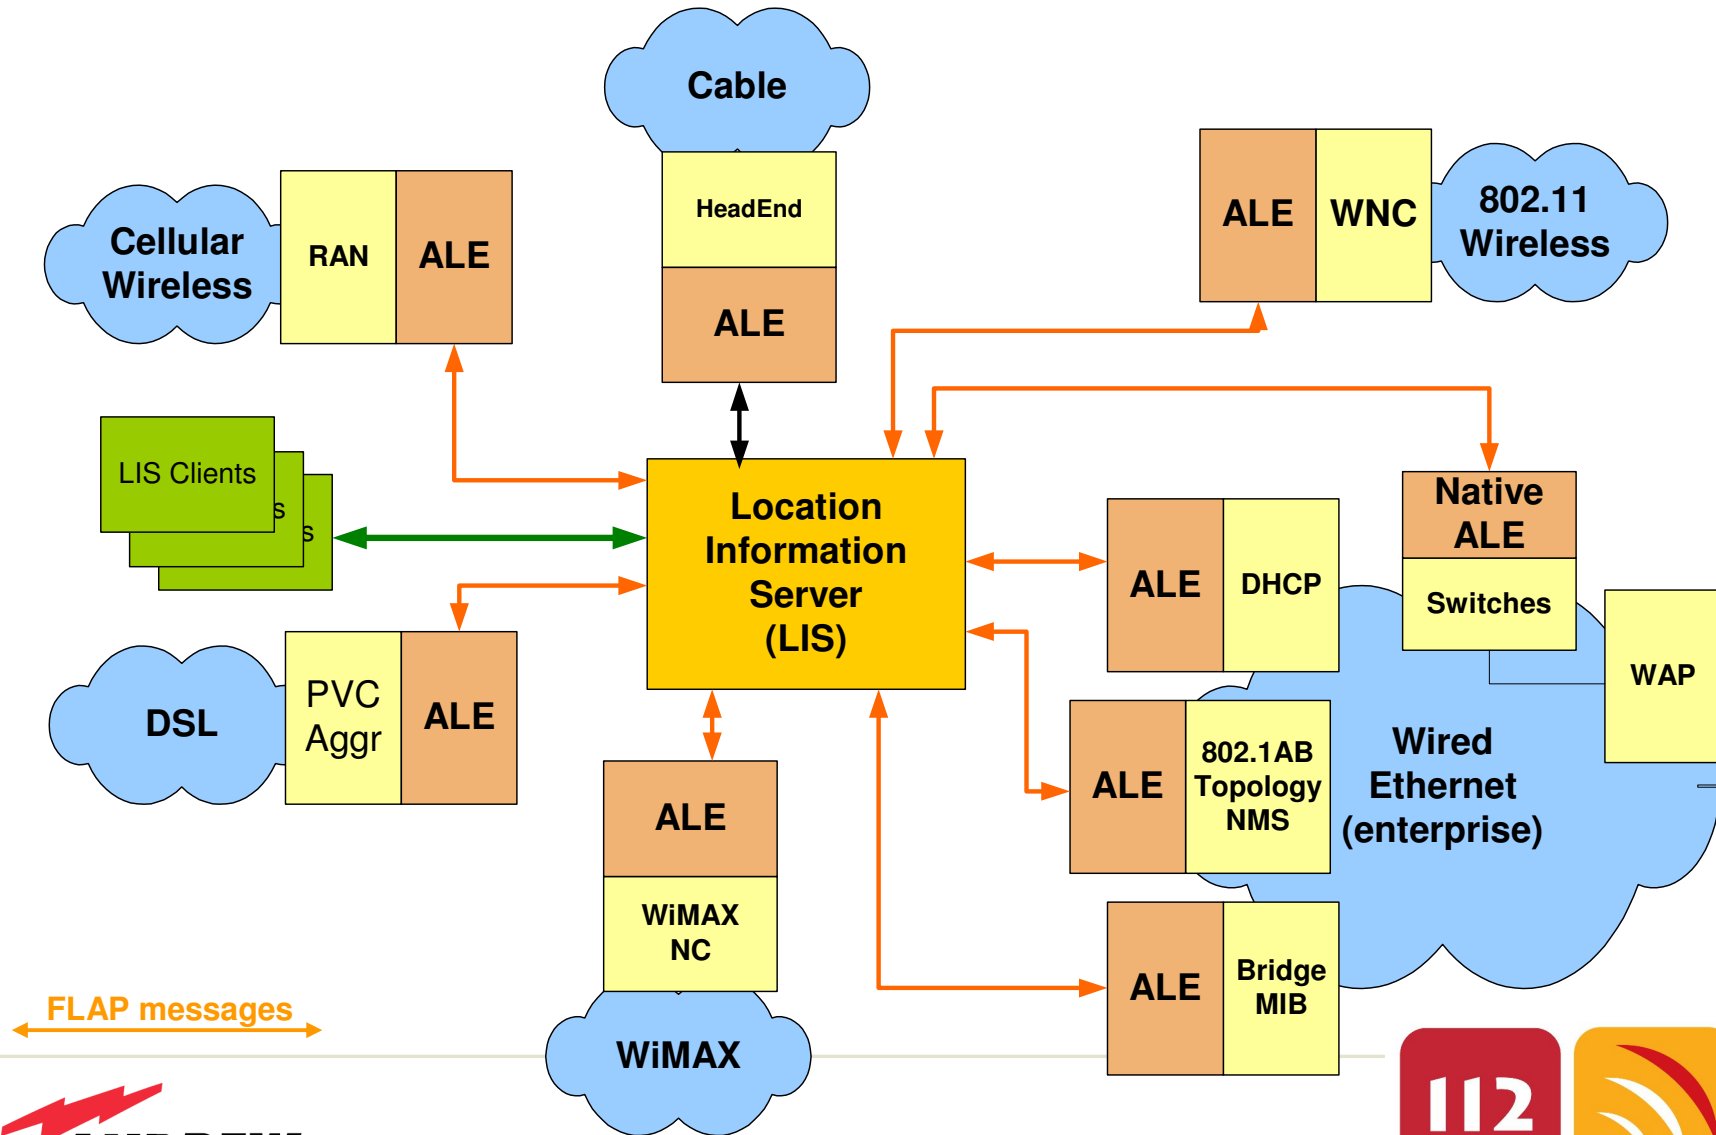 Cable
HeadEnd
ALE
Cellular
Wireless
RAN
ALE
ALE
WNC
802.11
Wireless
LIS Clients
s
s
Location
Information
Server
(LIS)
Native
ALE
Switches
ALE
DHCP
WAP
DSL
PVC
Aggr
ALE
ALE
802.1AB
Topology
NMS
Wired
Ethernet
(enterprise)
ALE
WiMAX
NC
WiMAX
ALE
Bridge
MIB
FLAP messages
112